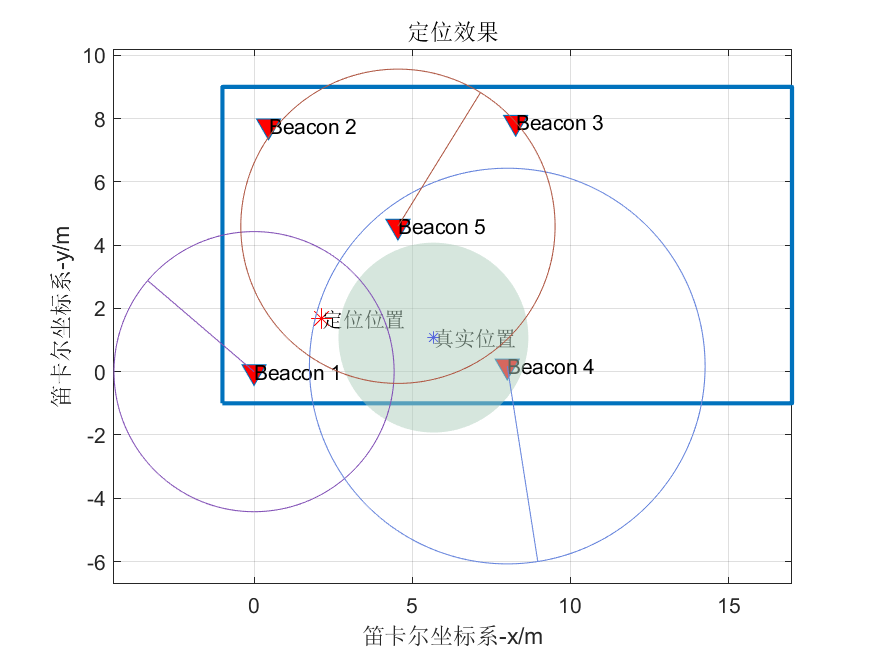 定位效果
10
8
6
4
2
0
-2
-4
-6
笛卡尔坐标系-y/m
Beacon 2
Beacon 3
Beacon 5
定位位置
真实位置
Beacon 1
Beacon 4
0
5
10
15
笛卡尔坐标系-x/m